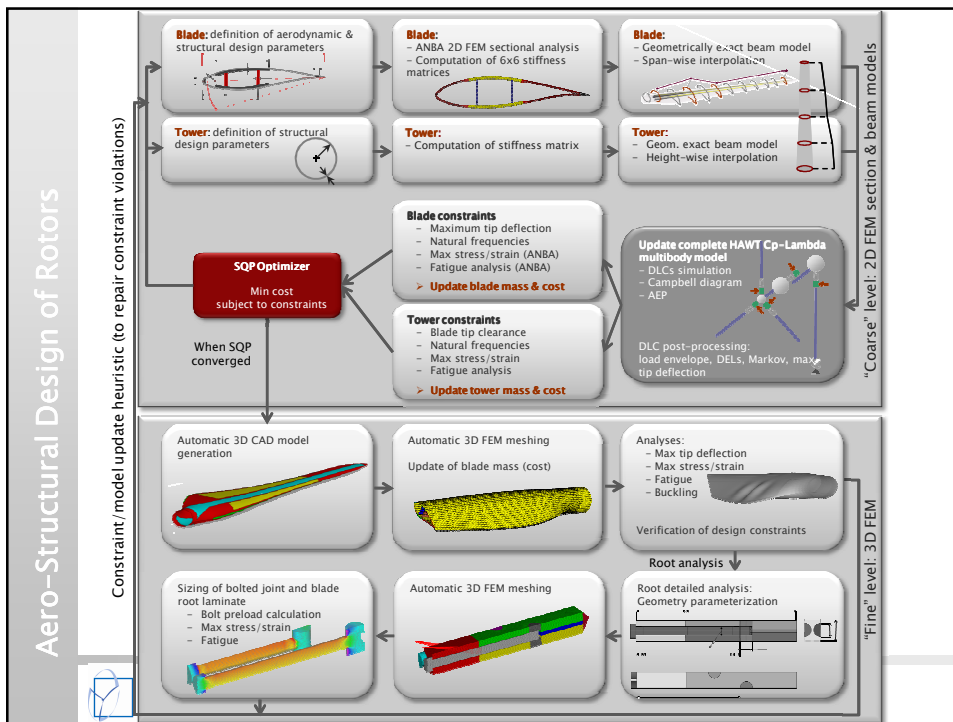 Aero-Structural Design of Rotors
Constraint/model update heuristic (to repair constraint violations)
Blade: definition of aerodynamic &
structural design parameters
Blade:
- ANBA 2D FEM sectional analysis
- Computation of 6x6 stiffness
matrices
Blade:
- Geometrically exact beam model
- Span-wise interpolation
Tower: definition of structural
design parameters
Tower:
- Computation of stiffness matrix
Tower:
- Geom. exact beam model
- Height-wise interpolation
"Coarse" level: 2D FEM section & beam models
SQP Optimizer
Min cost
subject to constraints
Blade constraints
- Maximum tip deflection
- Natural frequencies
- Max stress/strain (ANBA)
- Fatigue analysis (ANBA)
➤ Update blade mass & cost
Tower constraints
- Blade tip clearance
- Natural frequencies
- Max stress/strain
- Fatigue analysis
➤ Update tower mass & cost
Update complete HAWT Cp-Lambda
multibody model
- DLCs simulation
- Campbell diagram
- AEP
DLC post-processing:
load envelope, DELs, Markov, max
tip deflection
When SQP
converged
Automatic 3D CAD model
generation
Automatic 3D FEM meshing
Update of blade mass (cost)
Analyses:
- Max tip deflection
- Max stress/strain
- Fatigue
- Buckling
Verification of design constraints
Root analysis
"Fine" level: 3D FEM
Sizing of bolted joint and blade
root laminate
- Bolt preload calculation
- Max stress/strain
- Fatigue
Automatic 3D FEM meshing
Root detailed analysis:
Geometry parameterization